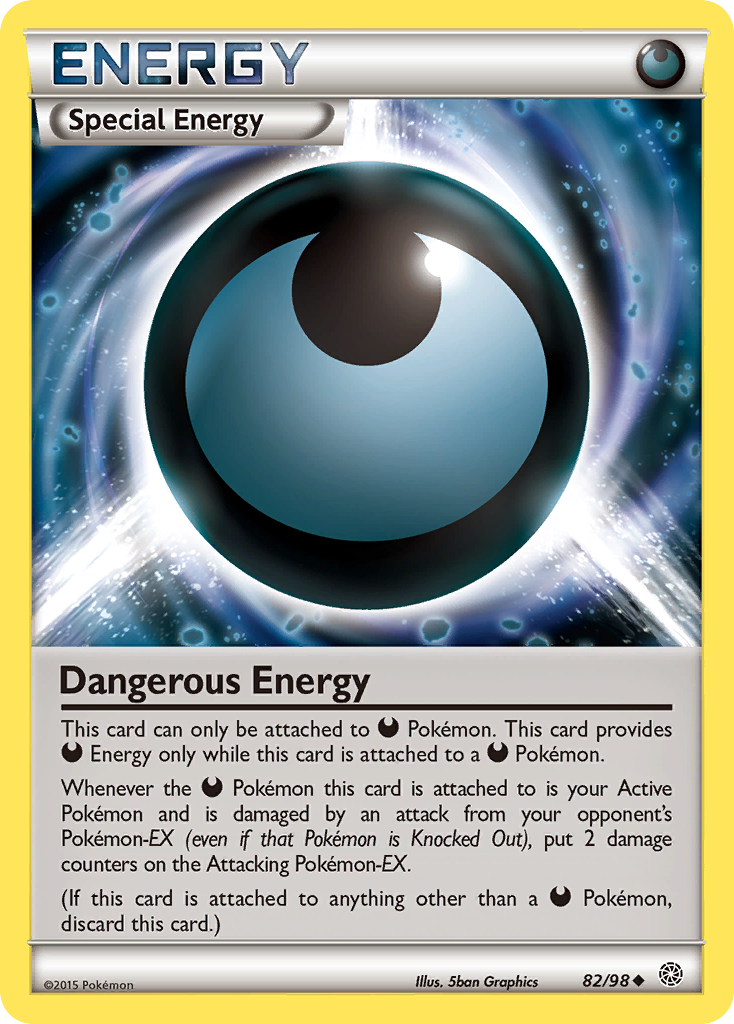 ENERGY
Special Energy
Dangerous Energy
This card can only be attached to Pokémon. This card provides
Energy only while this card is attached to a Pokémon.
Whenever the Pokémon this card is attached to is your Active
Pokémon and is damaged by an attack from your opponent's
Pokémon-EX (even if that Pokémon is Knocked Out), put 2 damage
counters on the Attacking Pokémon-EX.
(If this card is attached to anything other than a Pokémon,
discard this card.)
©2015 Pokémon Illus. 5ban Graphics 82/98